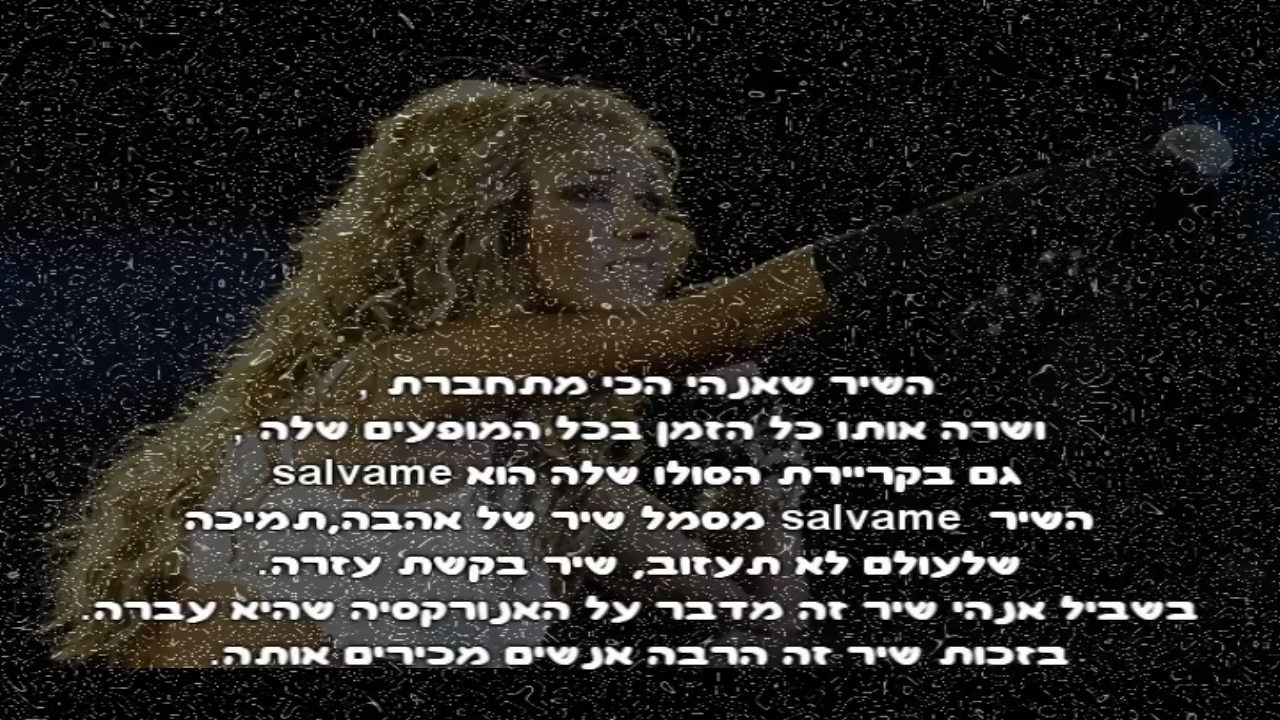 השיר שאנהי הכי מתחברת ,
ושרה אותו כל הזמן בכל המופעים שלה ,
גם בקריירת הסולו שלה הוא salvame
השיר salvame מסמל שיר של אהבה,תמיכה
שלעולם לא תעזוב, שיר בקשת עזרה.
בשביל אנהי שיר זה מדבר על האנורקסיה שהיא עברה.
בזכות שיר זה הרבה אנשים מכירים אותה.